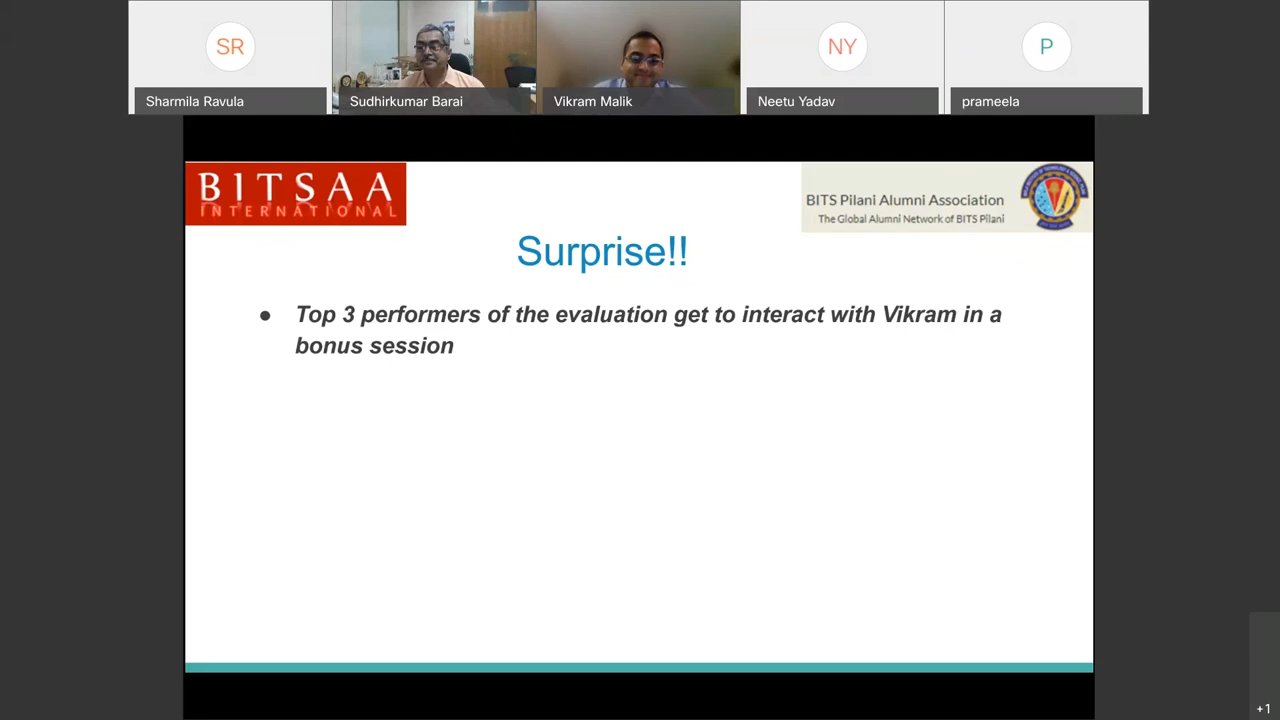 SR
NY
P
Sharmila Ravula
Sudhirkumar Barai
Vikram Malik
Neetu Yadav
prameela
BITSAA
INTERNATIONAL
BITS Pilani Alumni Association
The Global Alumni Network of BITS Pilani
Surprise!!
● Top 3 performers of the evaluation get to interact with Vikram in a
bonus session
+1